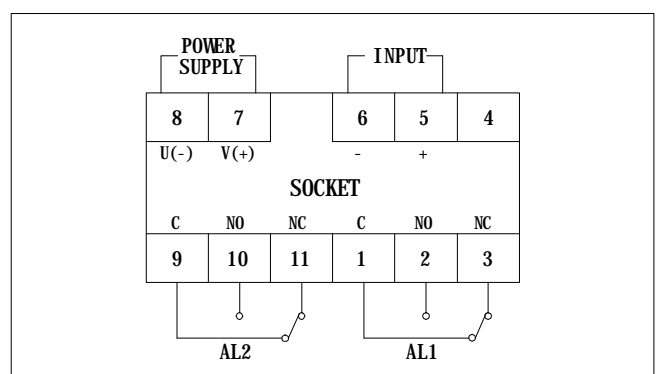 POWER SUPPLY INPUT
8 7 6 5 4
U(-) V(+) - +
SOCKET
C NO NC C NO NC
9 10 11 1 2 3
AL2 AL1